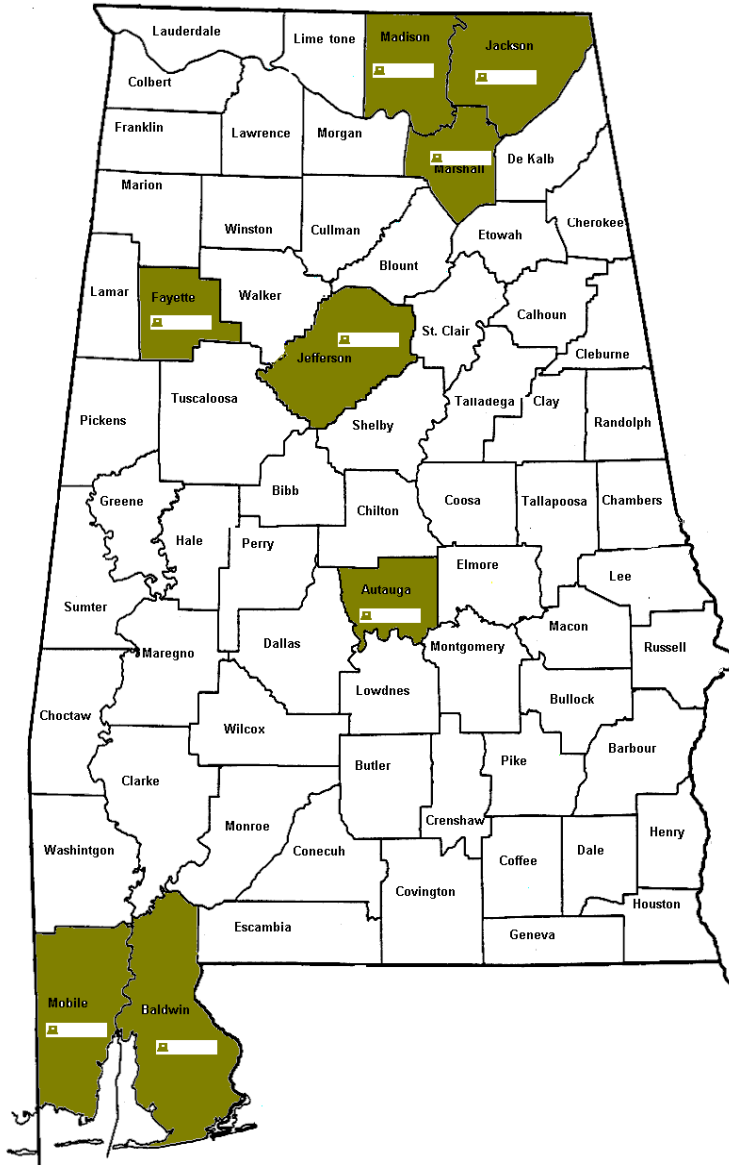 Lauderdale
Lime tone
Madison
Jackson
Colbert
Franklin
Lawrence
Morgan
Marshall
De Kalb
Marion
Winston
Cullman
Blount
Etowah
Cherokee
Lamar
Fayette
Walker
Jefferson
St. Clair
Calhoun
Cleburne
Pickens
Tuscaloosa
Shelby
Talladega
Clay
Randolph
Greene
Hale
Bibb
Perry
Chilton
Coosa
Tallapoosa
Chambers
Sumter
Autauga
Elmore
Lee
Maregno
Dallas
Montgomery
Macon
Russell
Choctaw
Lowdnes
Bullock
Wilcox
Clarke
Butler
Pike
Barbour
Washintgon
Monroe
Conecuh
Crenshaw
Coffee
Dale
Henry
Covington
Escambia
Geneva
Houston
Mobile
Baldwin